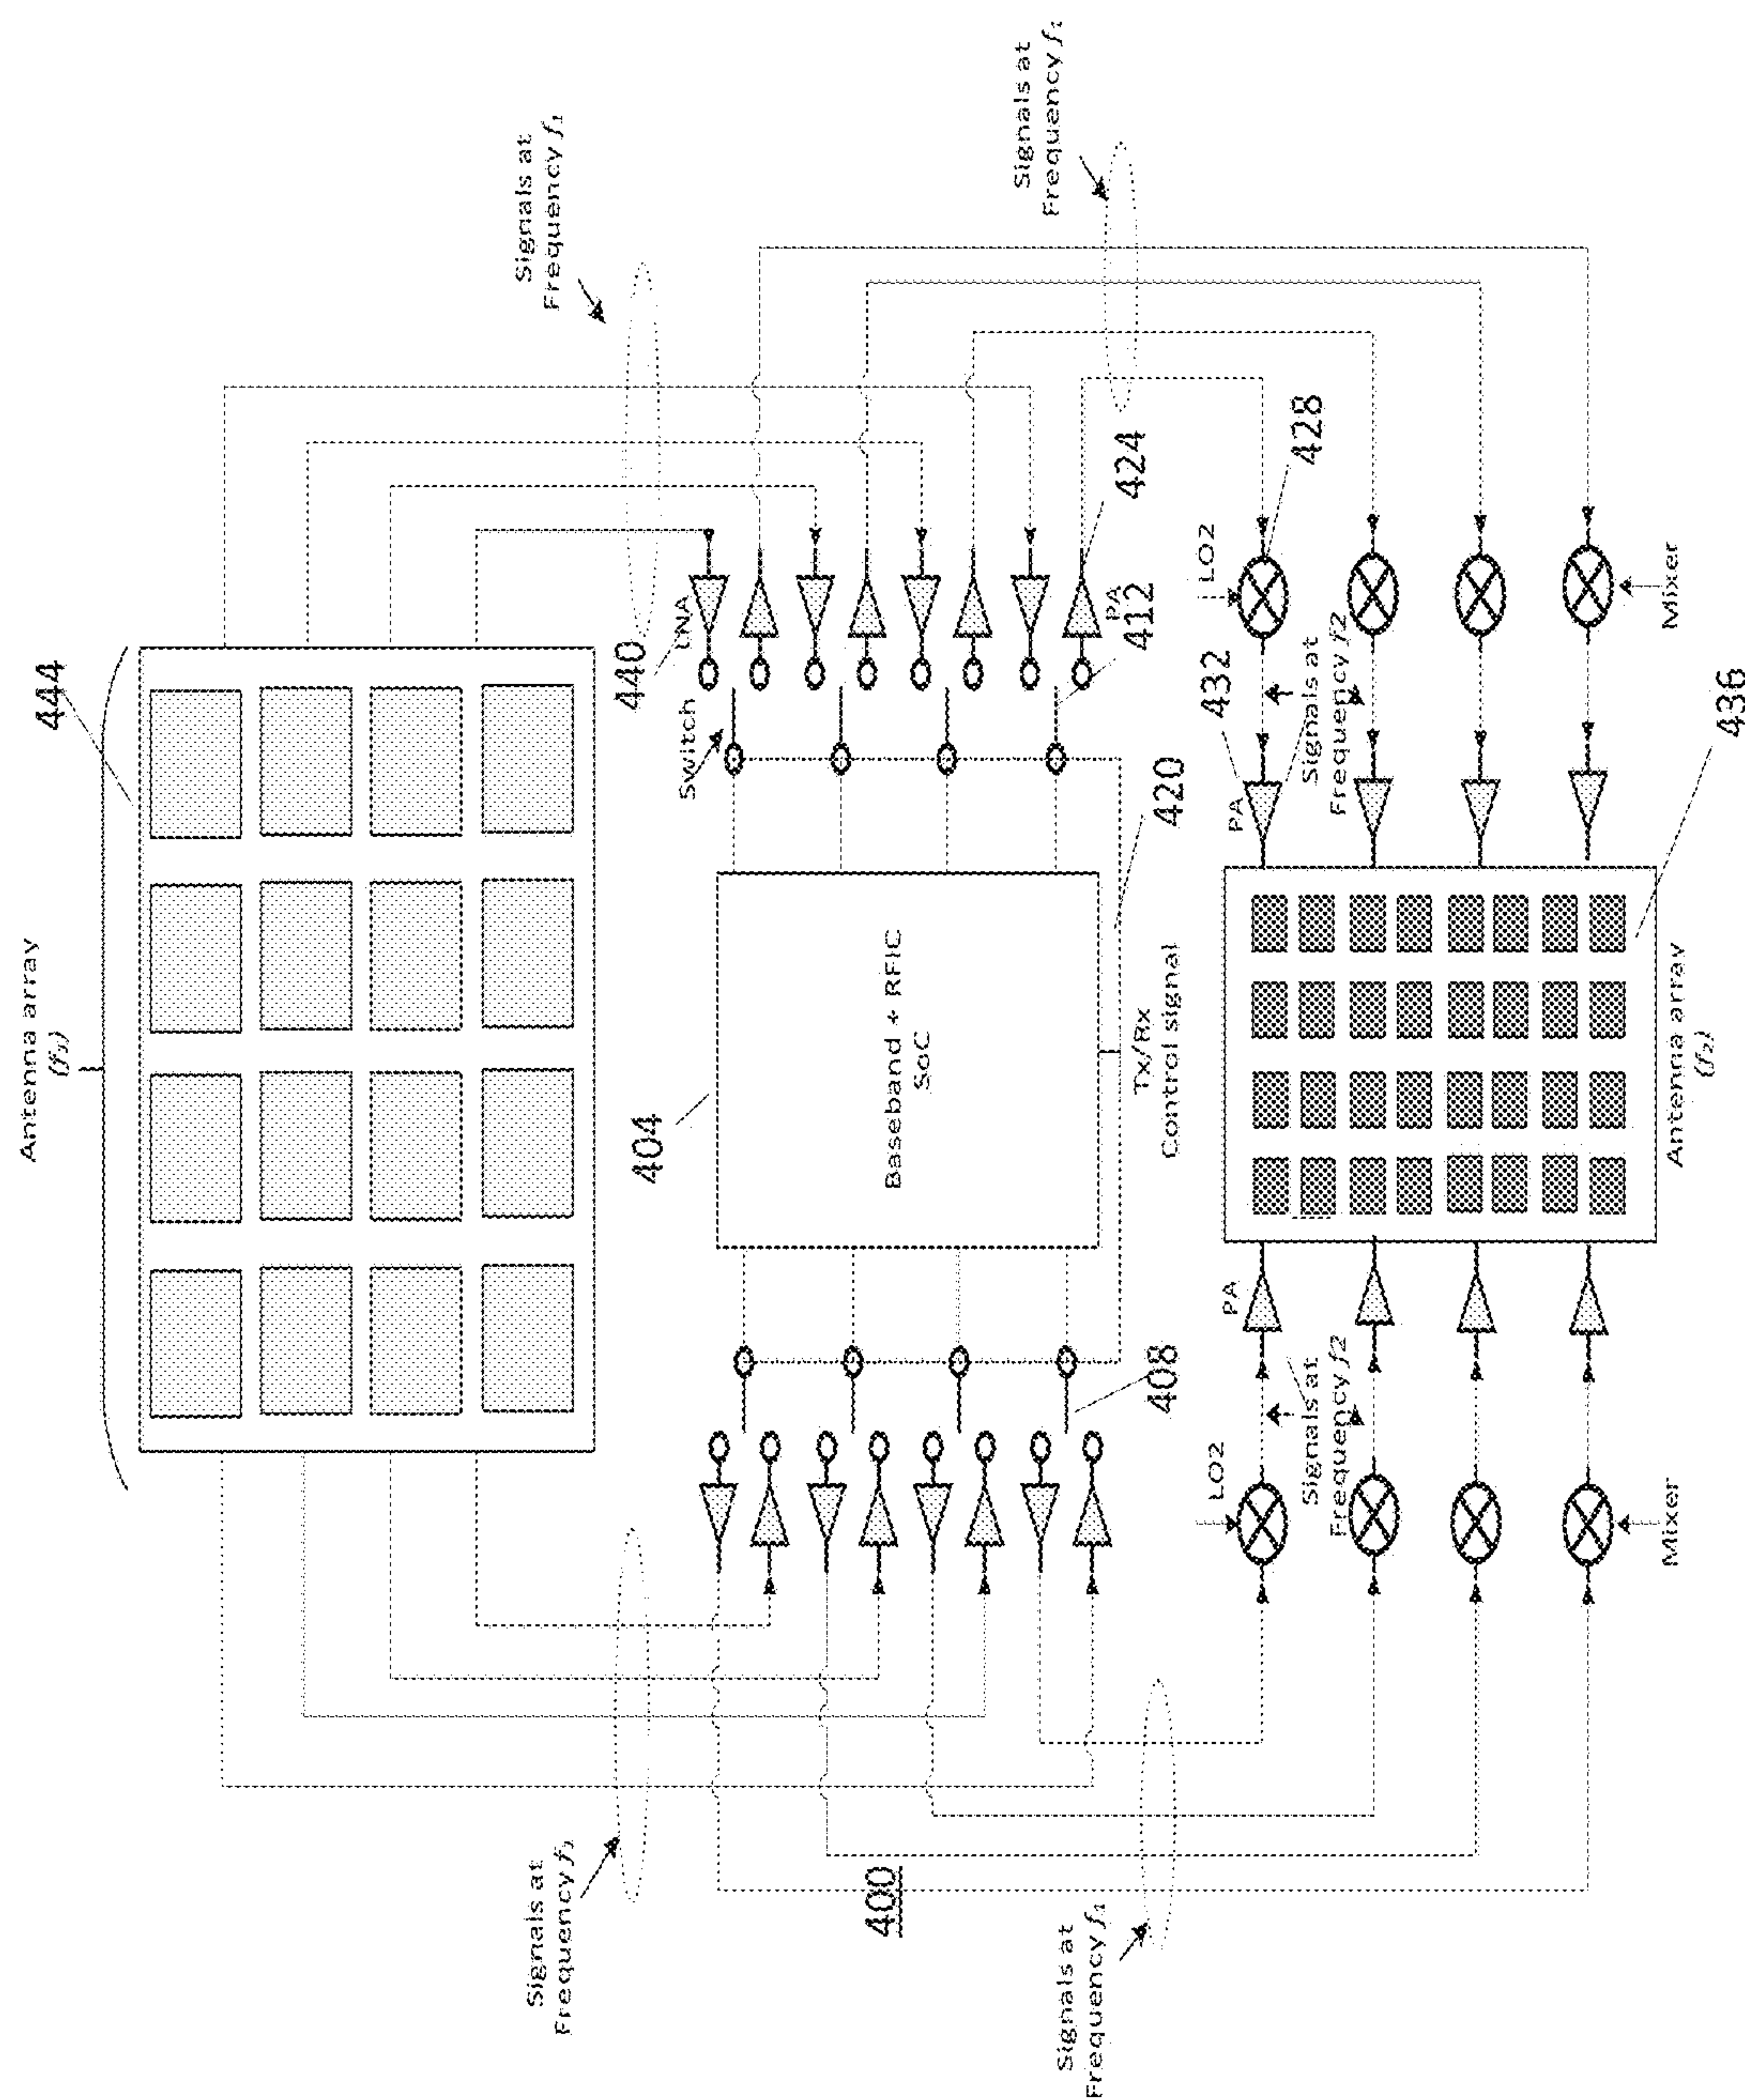 Antenna array
(f₁)
444
Signals at
Frequency f₁
Signals at
Frequency f₁
440
LNA
Switch
PA
412
424
404
Baseband + RFIC
SoC
420
Tx/Rx
Control signal
408
Signals at
Frequency f₁
400
Signals at
Frequency f₁
LO2
428
432
PA
Signals at
Frequency f2
Mixer
436
Antenna array
(f₂)
PA
LO2
Signals at
Frequency f2
Mixer